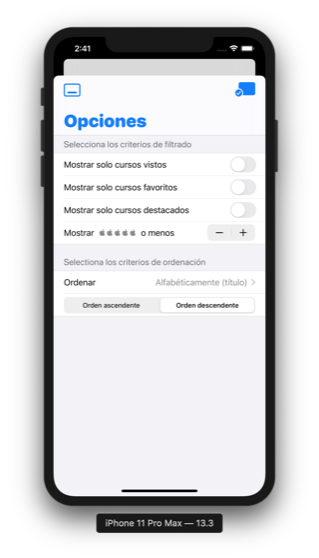 2:41
Opciones
Selecciona los criterios de filtrado
Mostrar solo cursos vistos
Mostrar solo cursos favoritos
Mostrar solo cursos destacados
Mostrar o menos
− +
Selectiona los criterios de ordenación
Ordenar Alfabéticamente (título) >
Orden ascendente Orden descendente
iPhone 11 Pro Max — 13.3